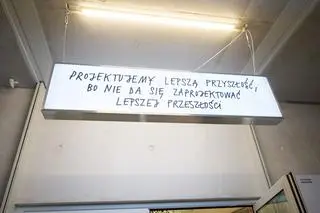 PROJEKTUJEMY LEPSZĄ PRZYSZŁOŚĆ,
BO NIE DA SIĘ ZAPROJEKTOWAĆ
LEPSZEJ PRZESZŁOŚCI